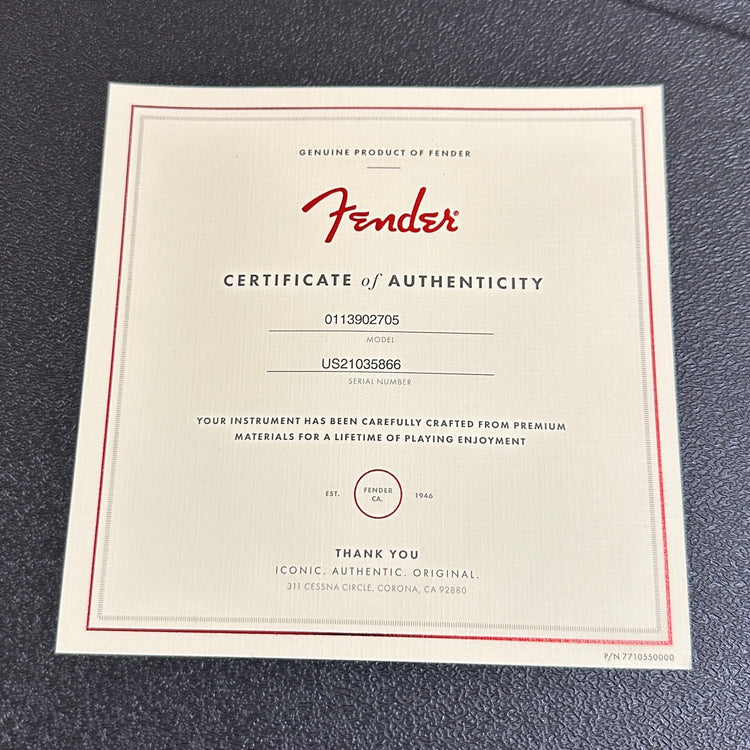 GENUINE PRODUCT OF FENDER
Fender®
CERTIFICATE of AUTHENTICITY
0113902705
MODEL
US21035866
SERIAL NUMBER
YOUR INSTRUMENT HAS BEEN CAREFULLY CRAFTED FROM PREMIUM
MATERIALS FOR A LIFETIME OF PLAYING ENJOYMENT
EST. FENDER CA. 1946
THANK YOU
ICONIC. AUTHENTIC. ORIGINAL.
311 CESSNA CIRCLE, CORONA, CA 92880
P/N 7710550000